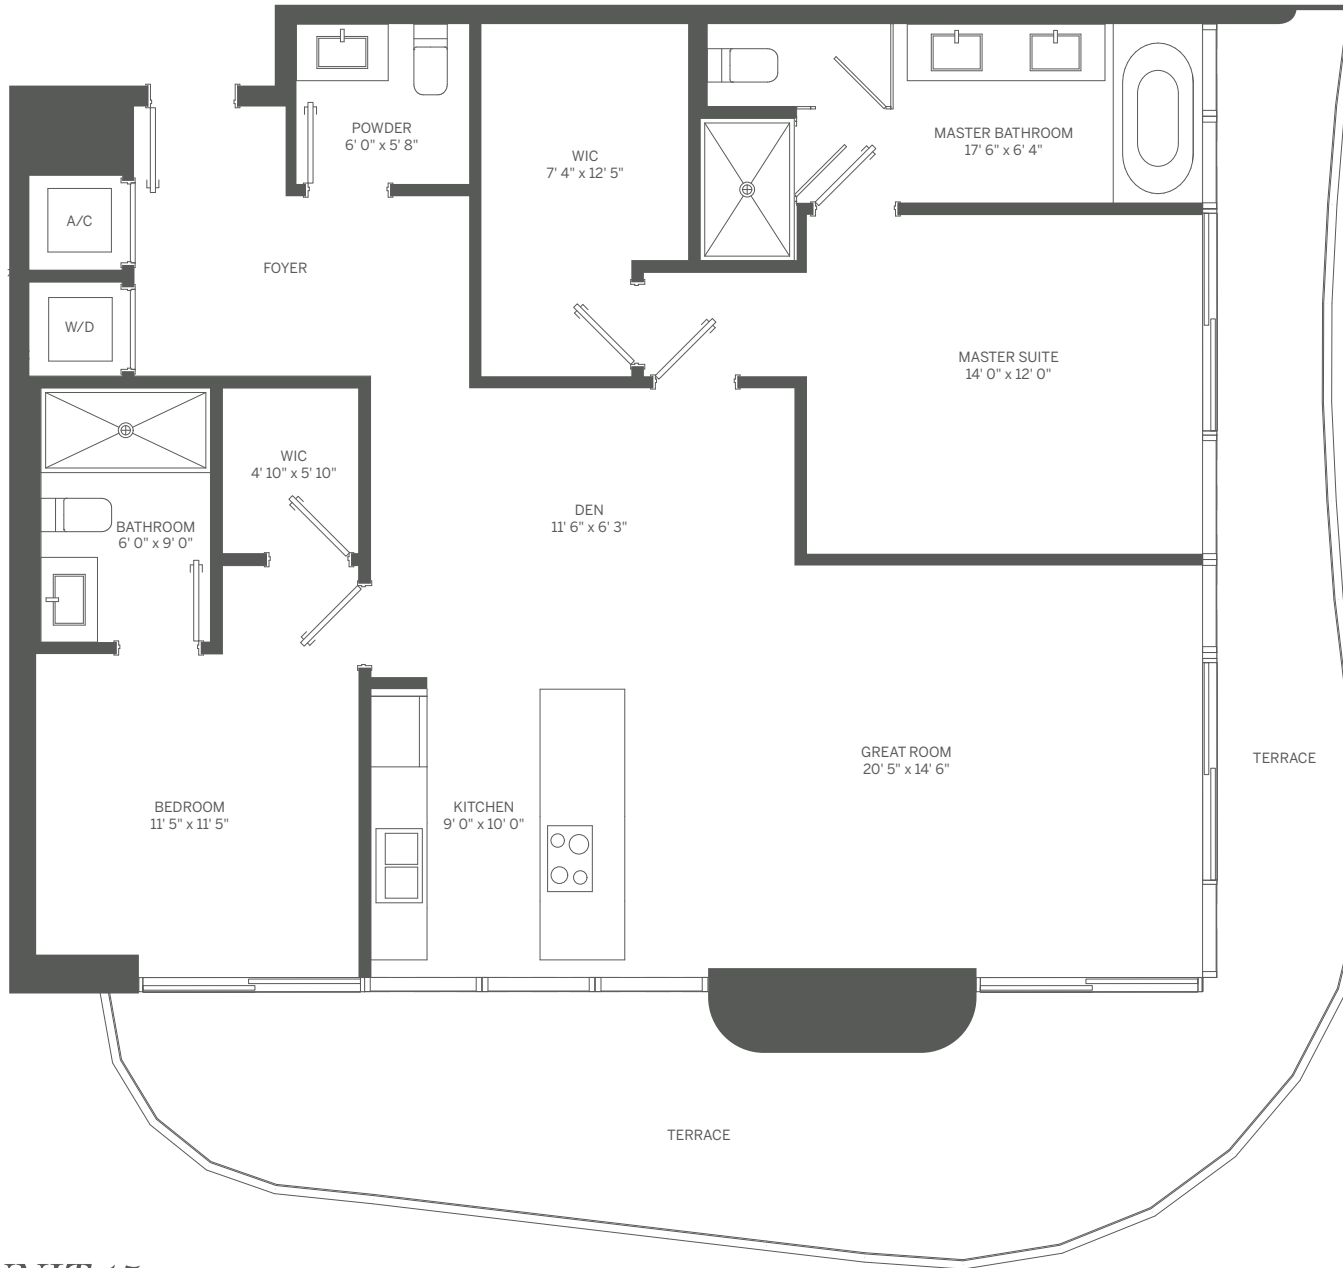 POWDER
6' 0" x 5' 8"
WIC
7' 4" x 12' 5"
MASTER BATHROOM
17' 6" x 6' 4"
A/C
FOYER
W/D
MASTER SUITE
14' 0" x 12' 0"
WIC
4' 10" x 5' 10"
BATHROOM
6' 0" x 9' 0"
DEN
11' 6" x 6' 3"
GREAT ROOM
20' 5" x 14' 6"
TERRACE
BEDROOM
11' 5" x 11' 5"
KITCHEN
9' 0" x 10' 0"
TERRACE